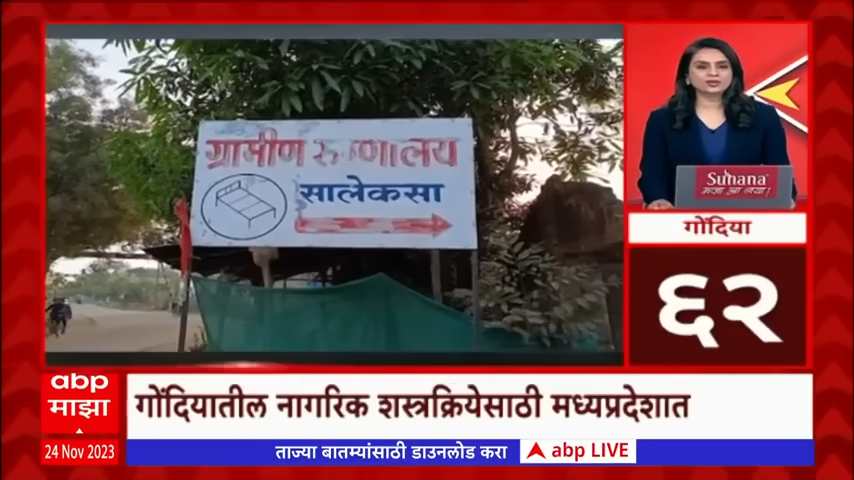 ग्रामीण रुग्णालय
सालेकसा
Suhana
मजा आ गया!
गोंदिया
६२
abp
माझा
गोंदियातील नागरिक शस्त्रक्रियेसाठी मध्यप्रदेशात
24 Nov 2023
ताज्या बातम्यांसाठी डाउनलोड करा
abp LIVE